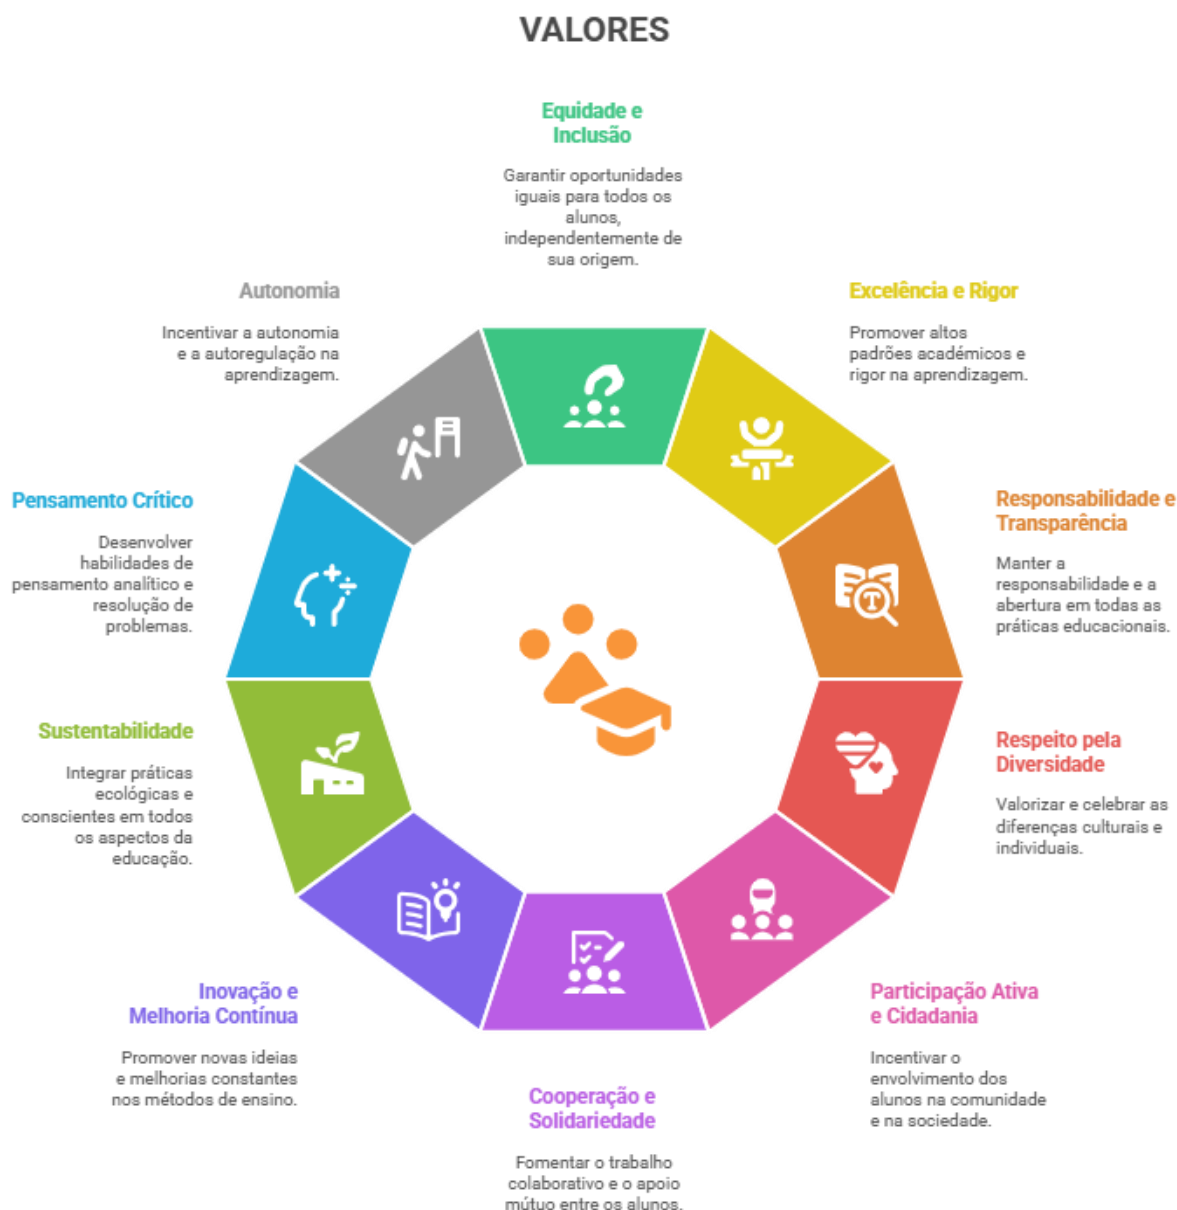 VALORES
Equidade e
Inclusão
Garantir oportunidades
iguais para todos os
alunos,
independentemente de
sua origem.
Excelência e Rigor
Promover altos
padrões académicos e
rigor na aprendizagem.
Responsabilidade e
Transparência
Manter a
responsabilidade e a
abertura em todas as
práticas educacionais.
Respeito pela
Diversidade
Valorizar e celebrar as
diferenças culturais e
individuais.
Participação Ativa
e Cidadania
Incentivar o
envolvimento dos
alunos na comunidade
e na sociedade.
Cooperação e
Solidariedade
Fomentar o trabalho
colaborativo e o apoio
mútuo entre os alunos.
Inovação e
Melhoria Contínua
Promover novas ideias
e melhorias constantes
nos métodos de ensino.
Sustentabilidade
Integrar práticas
ecológicas e
conscientes em todos
os aspectos da
educação.
Pensamento Crítico
Desenvolver
habilidades de
pensamento analítico e
resolução de
problemas.
Autonomia
Incentivar a autonomia
e a autoregulação na
aprendizagem.
T